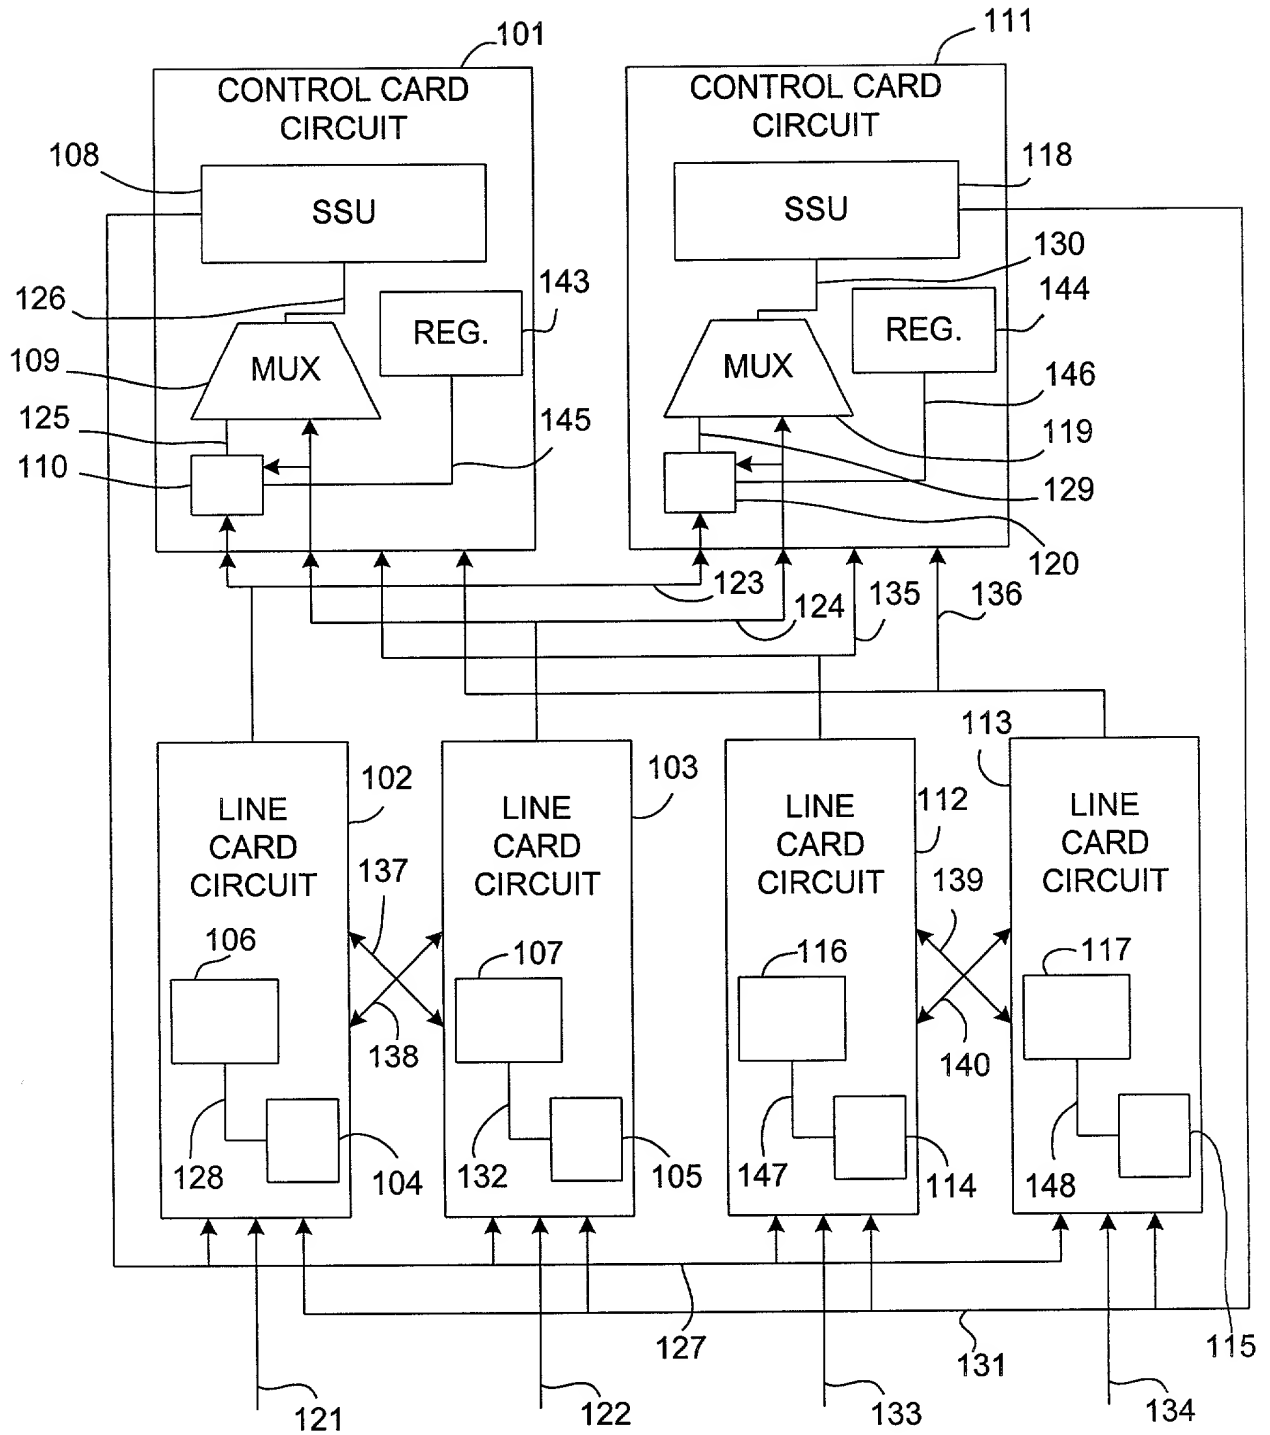 101
111
CONTROL CARD
CIRCUIT
CONTROL CARD
CIRCUIT
108
118
SSU
SSU
130
126
143
144
REG.
REG.
109
MUX
MUX
146
125
145
119
110
129
120
123
124
135
136
113
102
103
112
LINE
CARD
CIRCUIT
LINE
CARD
CIRCUIT
LINE
CARD
CIRCUIT
LINE
CARD
CIRCUIT
137
139
106
107
116
117
138
140
128
104
132
105
147
114
148
127
131
115
121
122
133
134